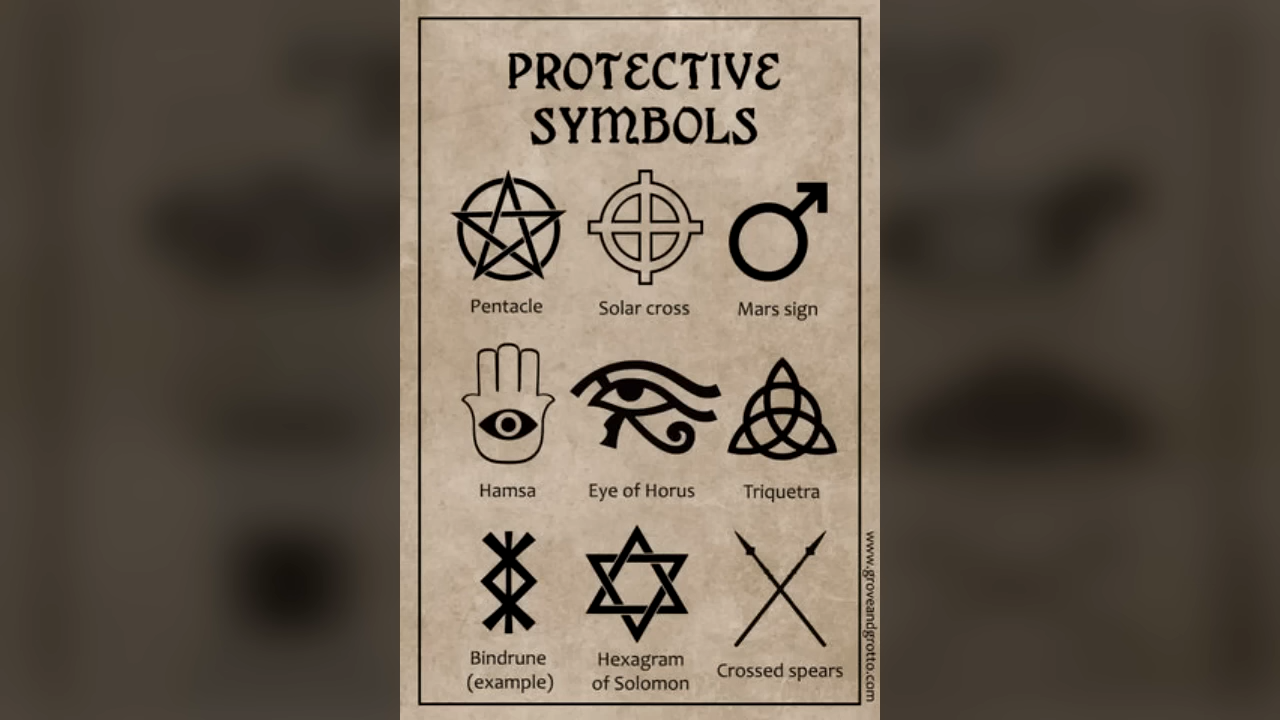 PROTECTIVE
SYMBOLS
Pentacle
Solar cross
Mars sign
Hamsa
Eye of Horus
Triquetra
Bindrune
(example)
Hexagram
of Solomon
Crossed spears
www.groveandgrotto.com